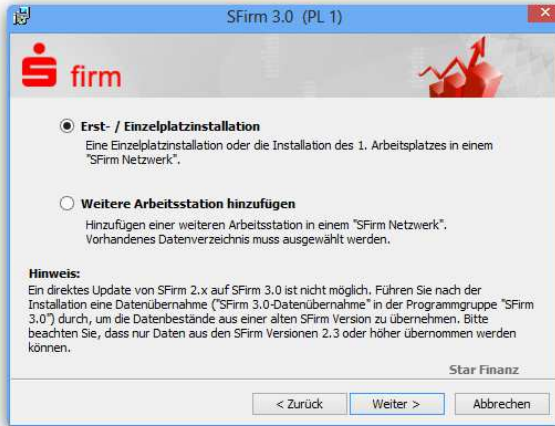 SFirm 3.0 (PL 1)
firm
Erst- / Einzelplatzinstallation
Eine Einzelplatzinstallation oder die Installation des 1. Arbeitsplatzes in einem
"SFirm Netzwerk".
Weitere Arbeitsstation hinzufügen
Hinzufügen einer weiteren Arbeitsstation in einem "SFirm Netzwerk".
Vorhandenes Datenverzeichnis muss ausgewählt werden.
Hinweis:
Ein direktes Update von SFirm 2.x auf SFirm 3.0 ist nicht möglich. Führen Sie nach der
Installation eine Datenübernahme ("SFirm 3.0-Datenübernahme" in der Programmgruppe "SFirm
3.0") durch, um die Datenbestände aus einer alten SFirm Version zu übernehmen. Bitte
beachten Sie, dass nur Daten aus den SFirm Versionen 2.3 oder höher übernommen werden
können.
Star Finanz
< Zurück
Weiter >
Abbrechen